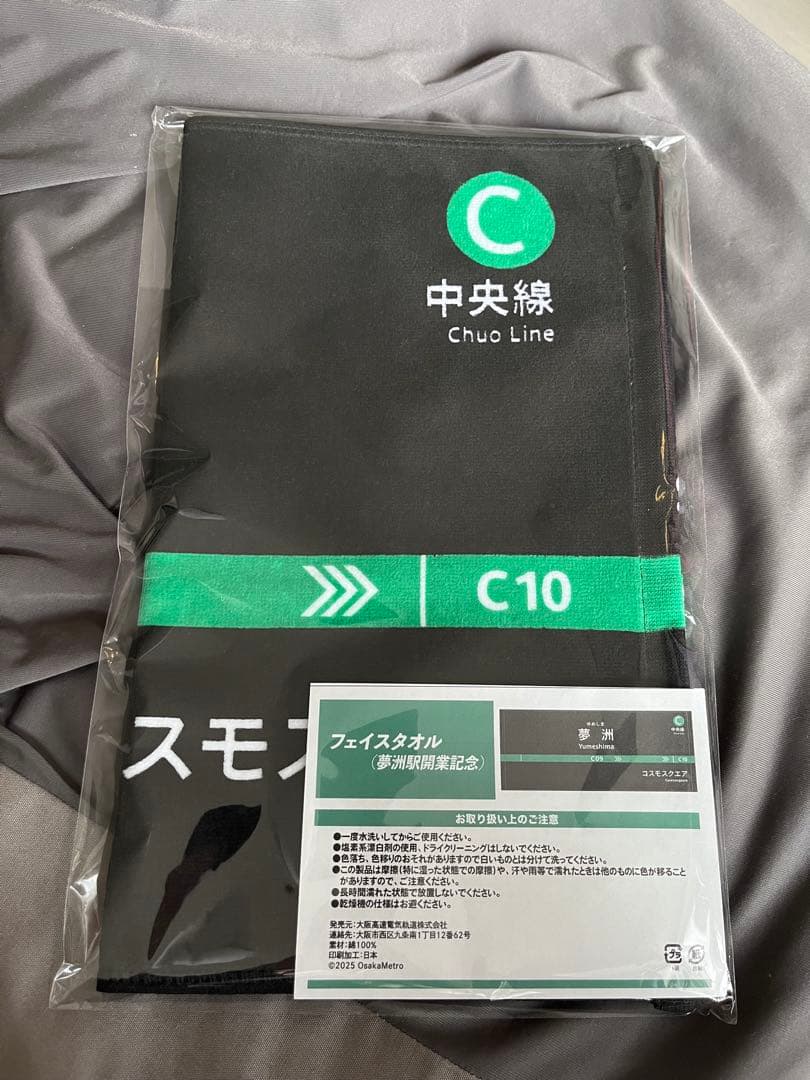 C
中央線
Chuo Line
C10
スモス
フェイスタオル
(夢洲駅開業記念)
ゆめしま
夢洲
Yumeshima
C
中央線
C09
C10
コスモスクエア
お取り扱い上のご注意
●一度水洗いしてからご使用ください。
●塩素系漂白剤の使用、ドライクリーニングはしないでください。
●色落ち、色移りのおそれがありますので白いものとは分けて洗ってください。
●この製品は摩擦(特に湿った状態での摩擦)や、汗や雨等で濡れたときは他のものに色が移ること
がありますので、ご注意ください。
●長時間濡れた状態で放置しないでください。
●乾燥機の仕様はお避けください。
発売元:大阪高速電気軌道株式会社
連絡先:大阪市西区九条南1丁目12番62号
素材:綿100%
印刷加工:日本
©2025 OsakaMetro
プラ
紙